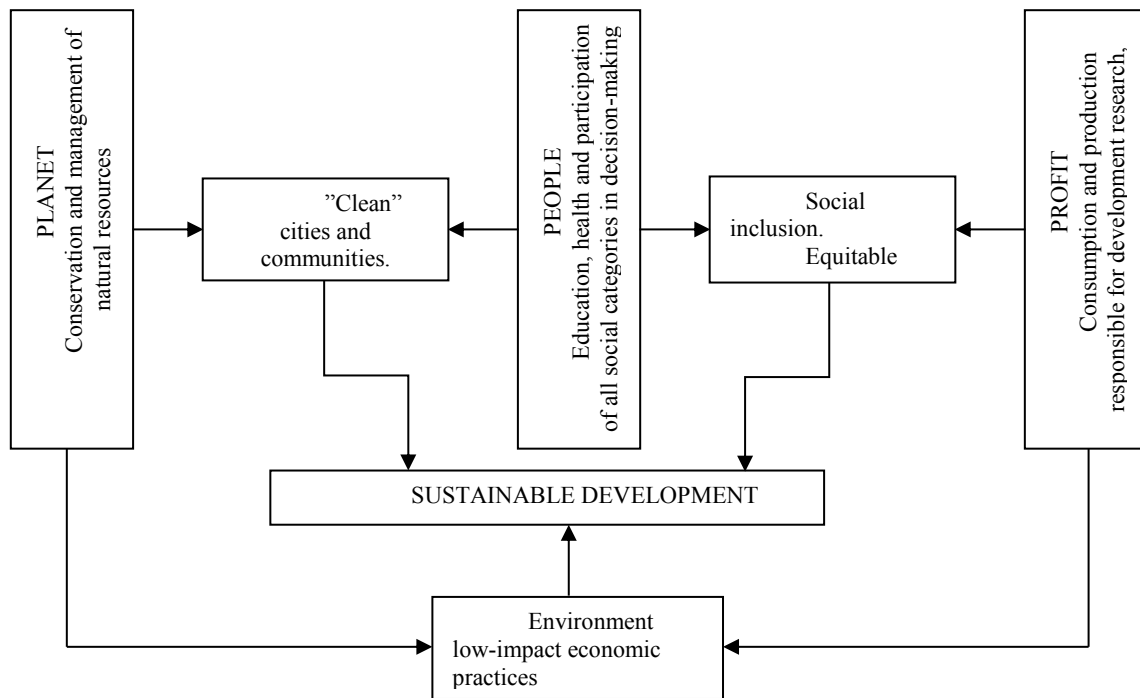 PLANET
Conservation and management of
natural resources
”Clean”
cities and
communities.
PEOPLE
Education, health and participation
of all social categories in decision-making
Social
inclusion.
Equitable
PROFIT
Consumption and production
responsible for development research,
SUSTAINABLE DEVELOPMENT
Environment
low-impact economic
practices